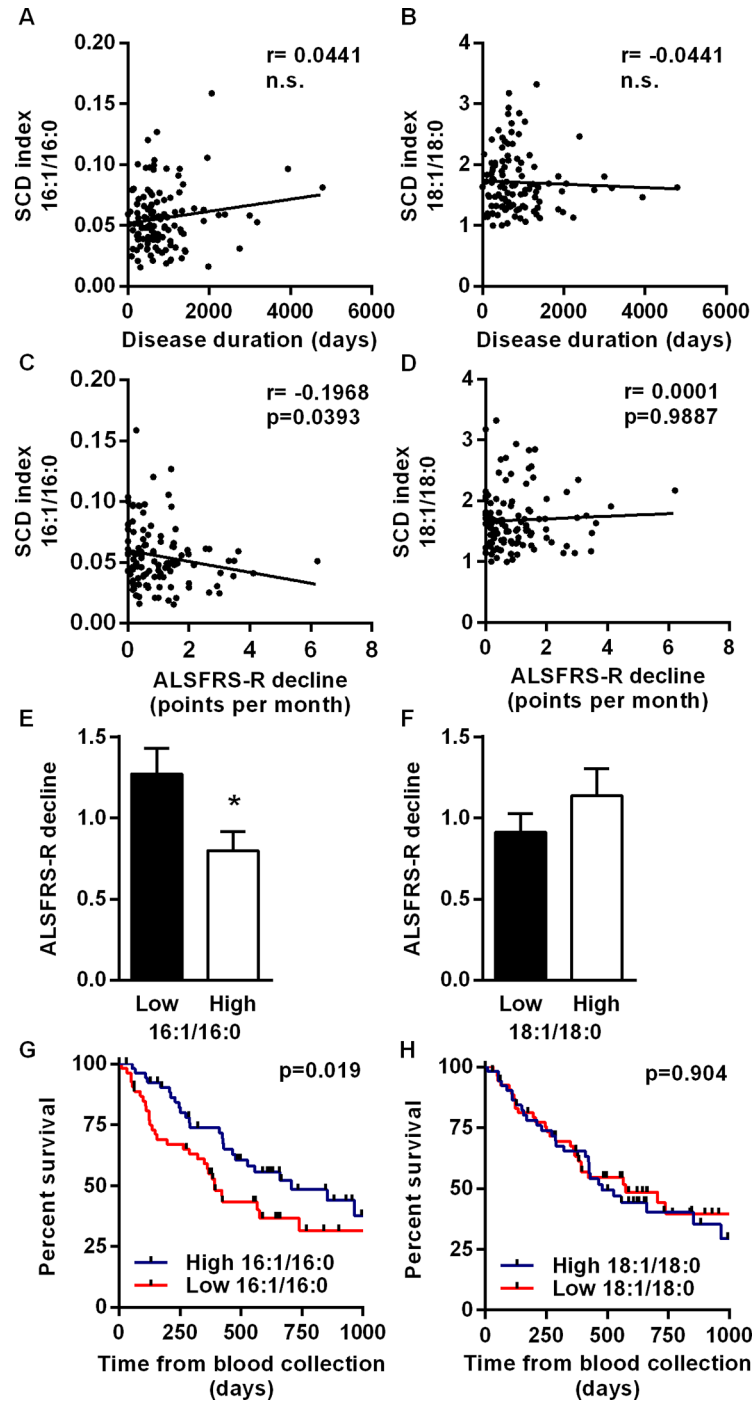 A
r= 0.0441
n.s.
SCD index
16:1/16:0
0.20
0.15
0.10
0.05
0.00
0 2000 4000 6000
Disease duration (days)
B
r= -0.0441
n.s.
SCD index
18:1/18:0
4
3
2
1
0
0 2000 4000 6000
Disease duration (days)
C
r= -0.1968
p=0.0393
SCD index
16:1/16:0
0.20
0.15
0.10
0.05
0.00
0 2 4 6 8
ALSFRS-R decline
(points per month)
D
r= 0.0001
p=0.9887
SCD index
18:1/18:0
4
3
2
1
0
0 2 4 6 8
ALSFRS-R decline
(points per month)
E
ALSFRS-R decline
1.5
1.0
0.5
0.0
*
Low High
16:1/16:0
F
ALSFRS-R decline
1.5
1.0
0.5
0.0
Low High
18:1/18:0
G
p=0.019
Percent survival
100
75
50
25
0
High 16:1/16:0
Low 16:1/16:0
0 250 500 750 1000
Time from blood collection
(days)
H
p=0.904
Percent survival
100
75
50
25
0
High 18:1/18:0
Low 18:1/18:0
0 250 500 750 1000
Time from blood collection
(days)